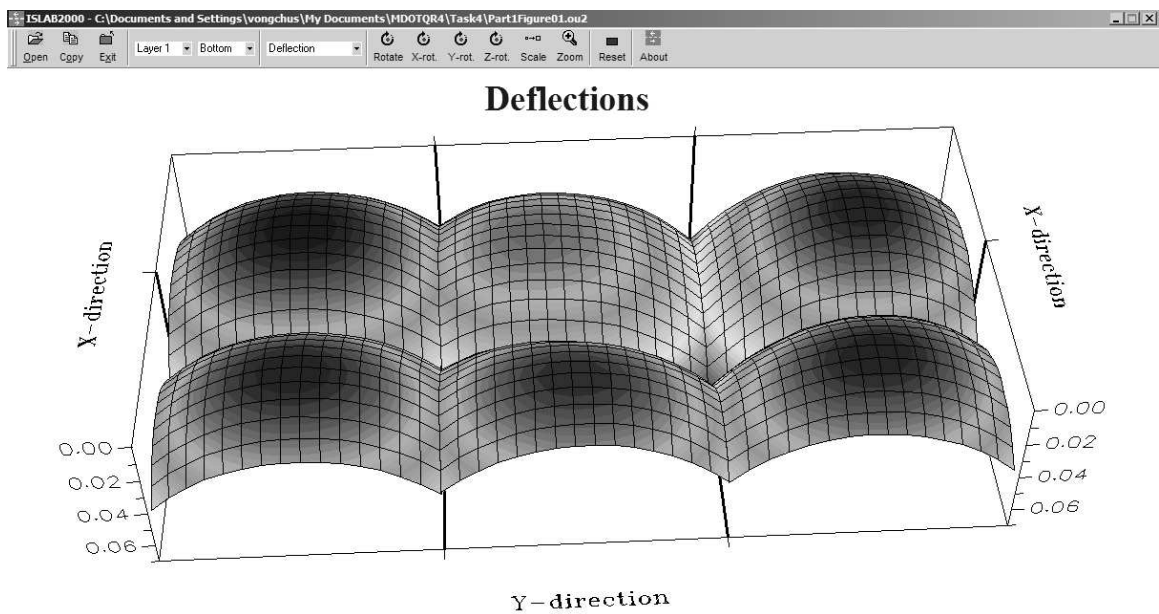 ISLAB2000 - C:\Documents and Settings\vongchus\My Documents\MDOTQR4\Task4\Part1Figure01.ou2
Layer 1 Bottom Deflection
Open Copy Exit Rotate X-rot. Y-rot. Z-rot. Scale Zoom Reset About
Deflections
X-direction
X-direction
0.00
0.02
0.04
0.06
0.00
0.02
0.04
0.06
Y-direction